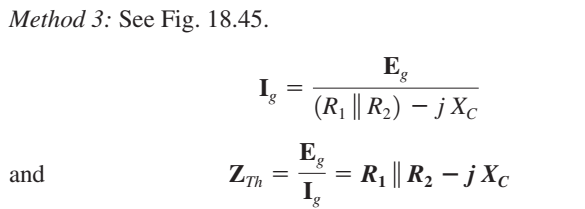 Method 3: See Fig. 18.45.
I_g = E_g / ((R_1 ∥ R_2) − j X_C)
and Z_Th = E_g / I_g = R_1 ∥ R_2 − j X_C